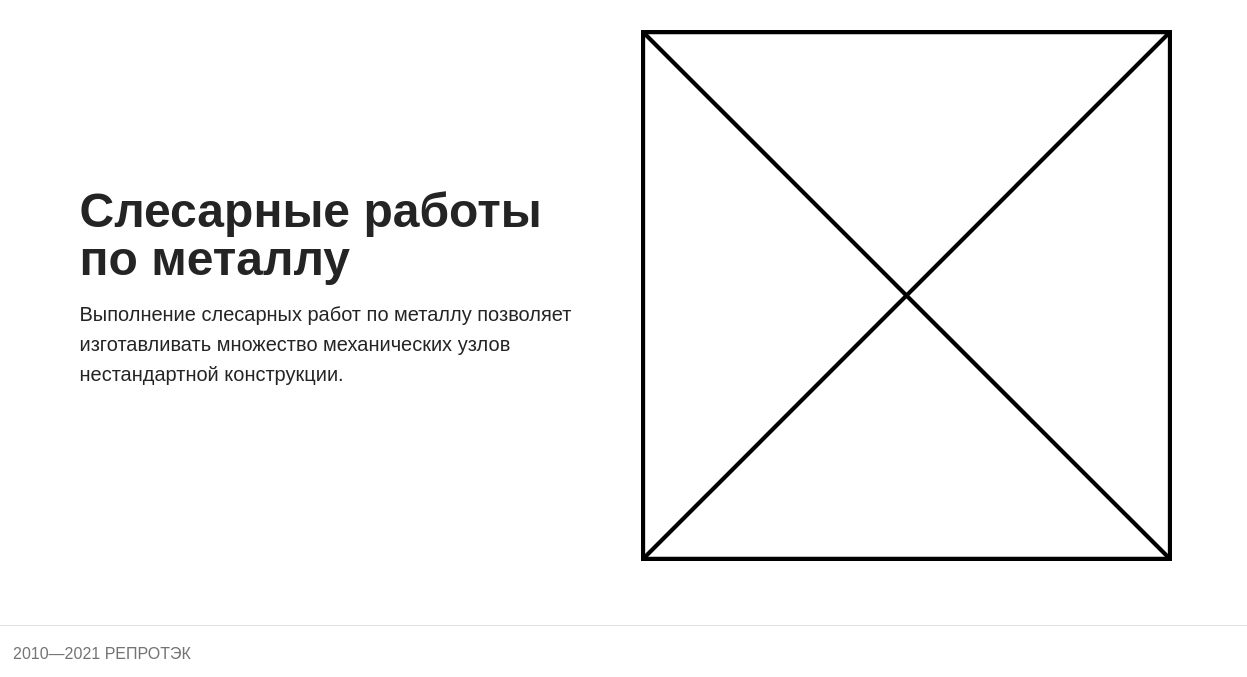 Слесарные работы
по металлу
Выполнение слесарных работ по металлу позволяет
изготавливать множество механических узлов
нестандартной конструкции.
2010—2021 РЕПРОТЭК